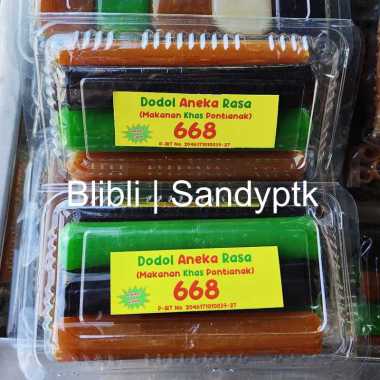 Dodol Aneka Rasa
(Makanan Khas Pontianak)
668
Blibli | Sandyptk
Dodol Aneka Rasa
(Makanan Khas Pontianak)
668